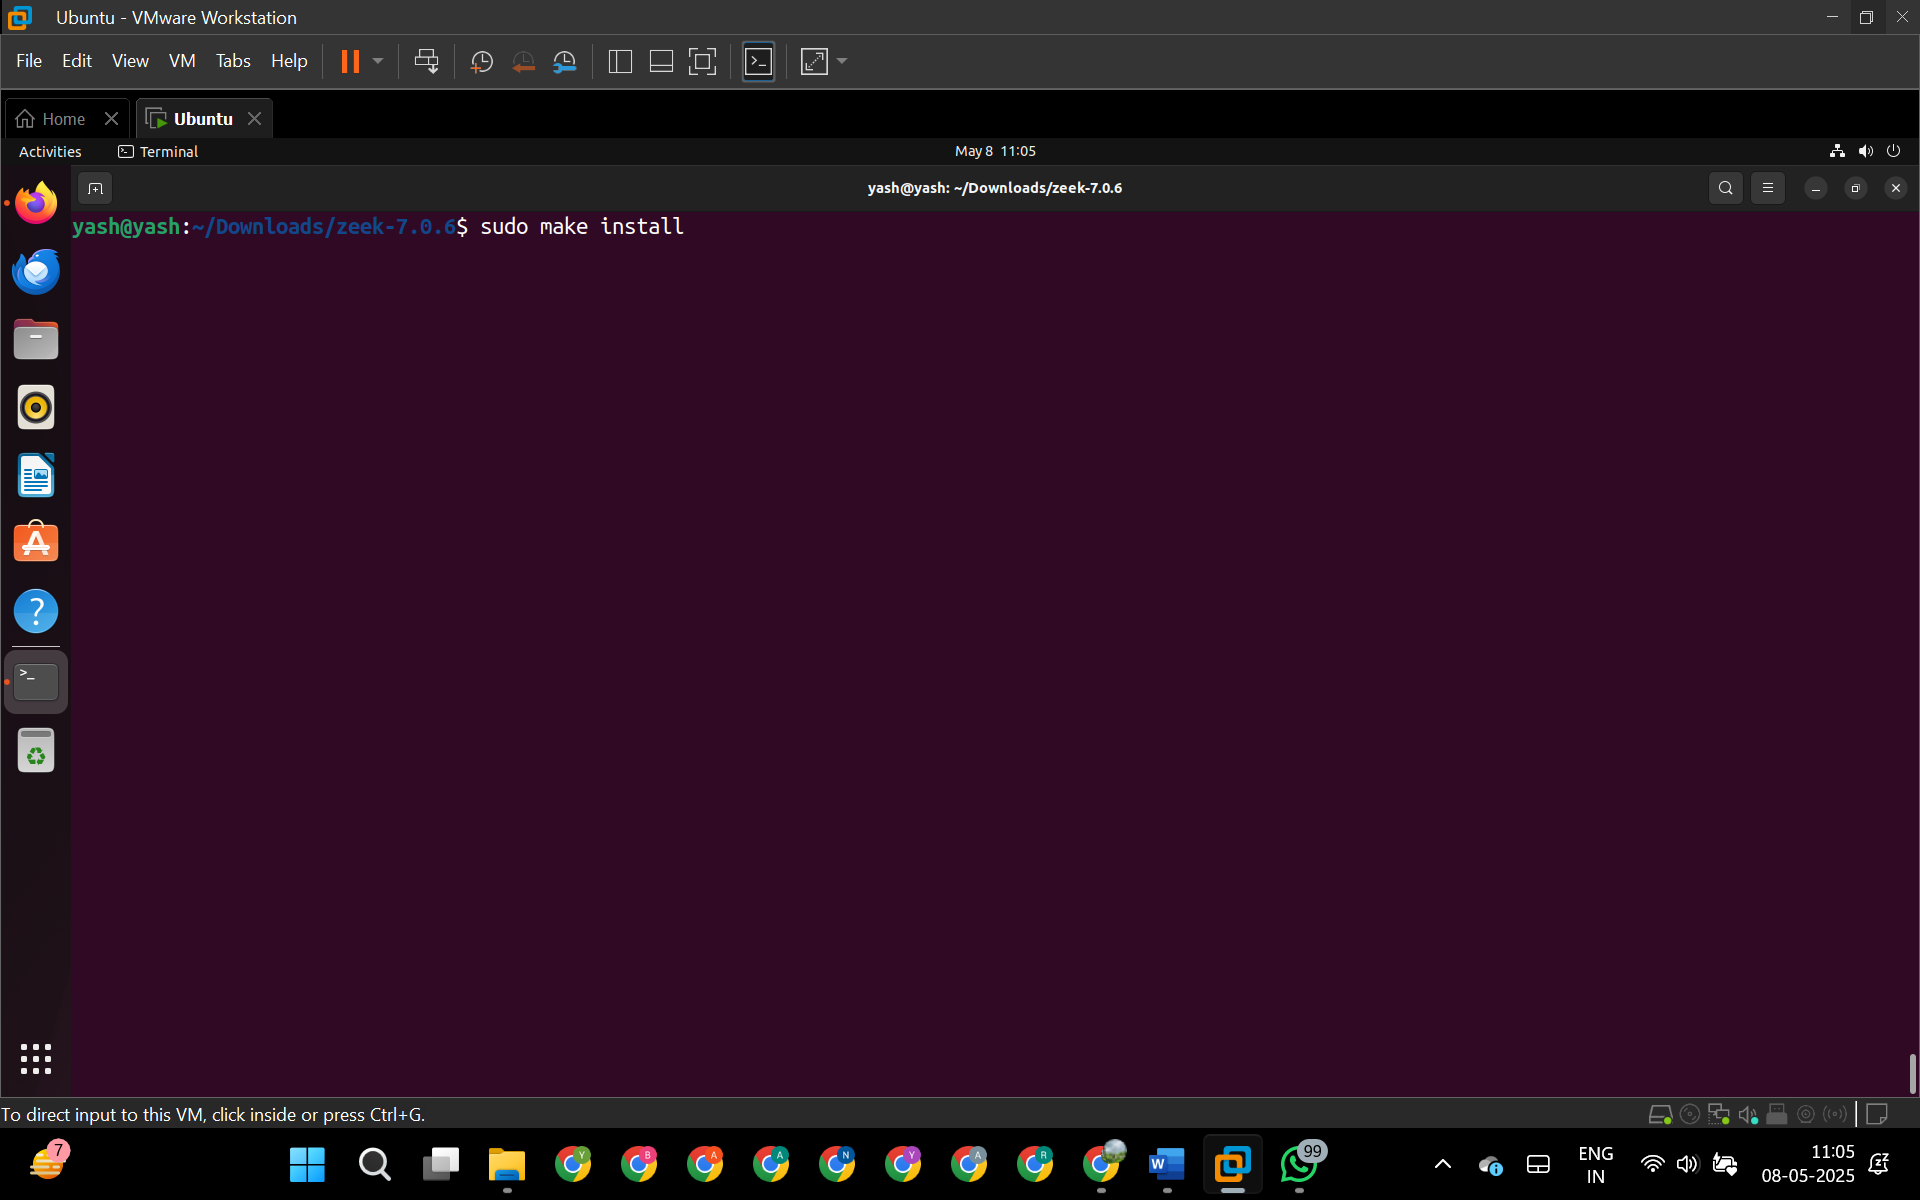 Ubuntu - VMware Workstation
File Edit View VM Tabs Help
Home Ubuntu
Activities Terminal May 8 11:05
yash@yash: ~/Downloads/zeek-7.0.6
yash@yash:~/Downloads/zeek-7.0.6$ sudo make install
To direct input to this VM, click inside or press Ctrl+G.
7
Y B A A N Y A R
W
99
ENG
IN
11:05
08-05-2025